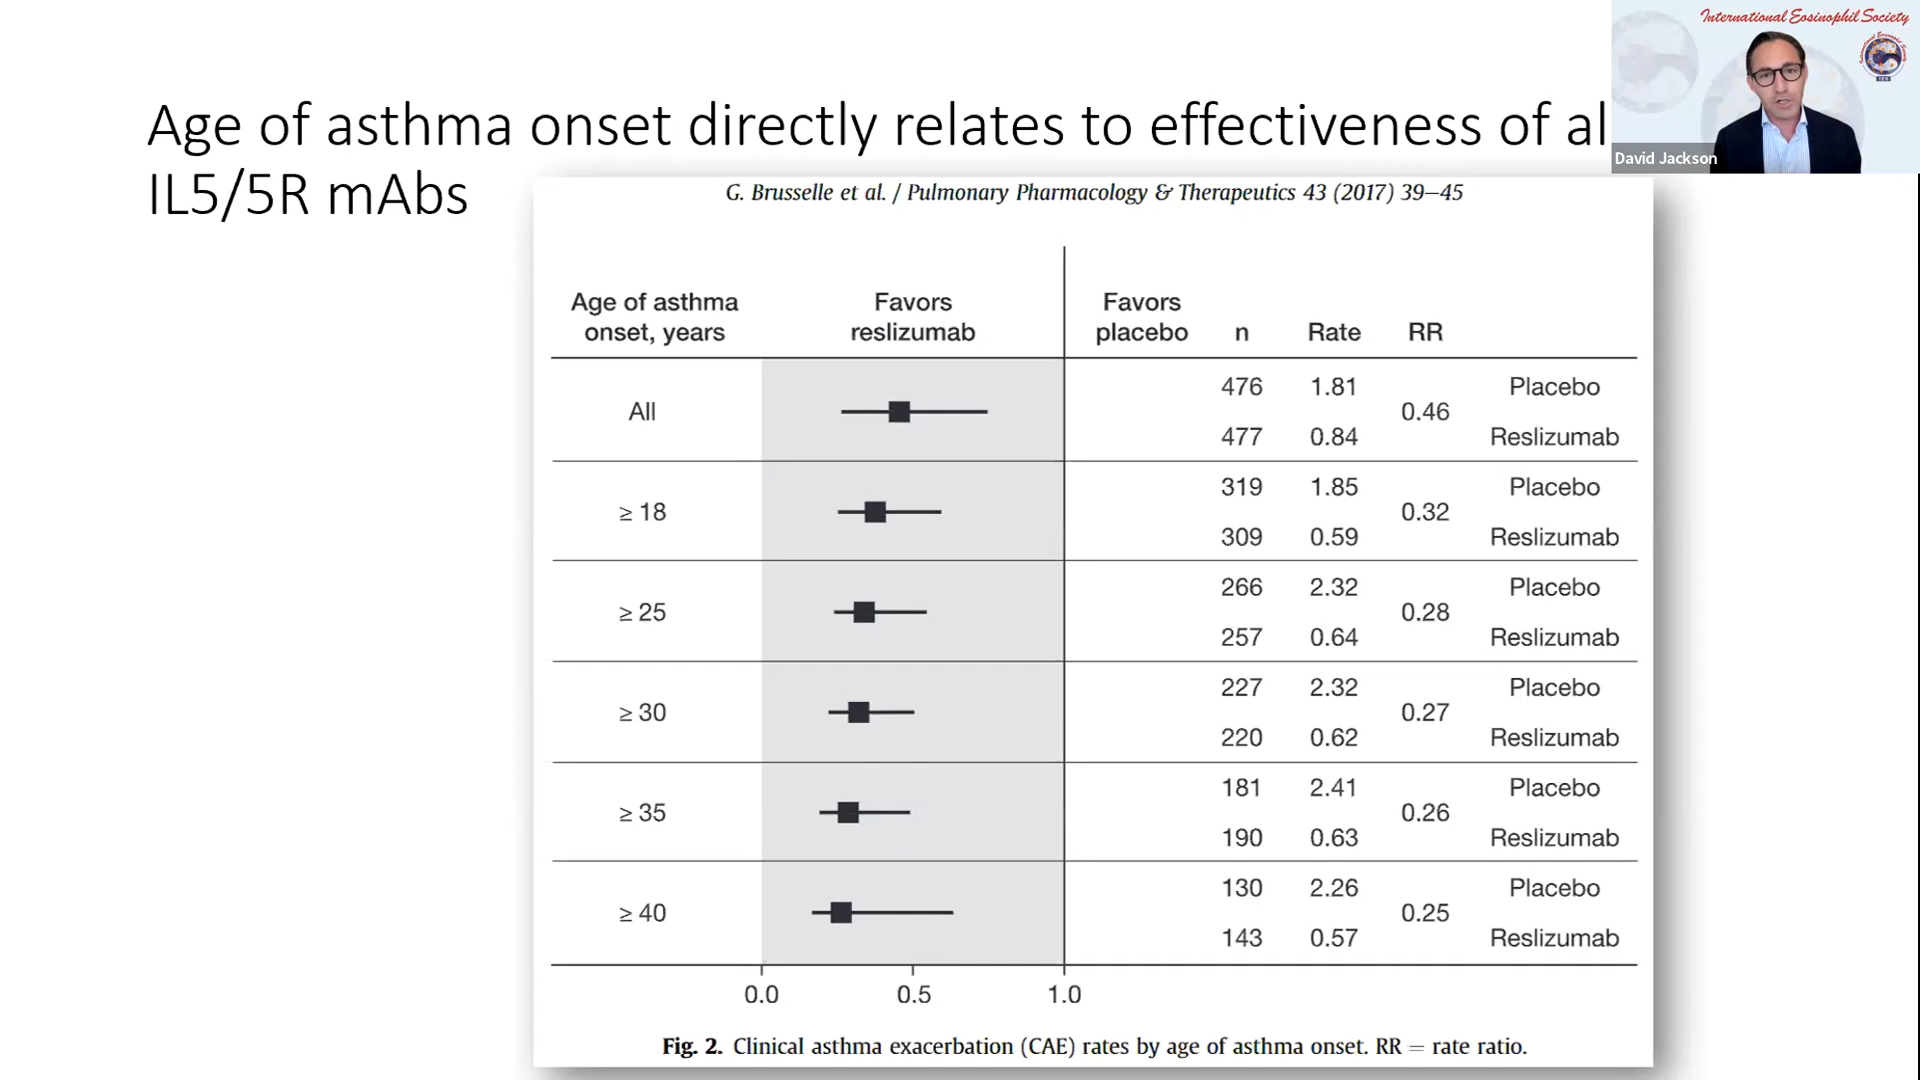 International Eosinophil Society
David Jackson
Age of asthma onset directly relates to effectiveness of al
IL5/5R mAbs
G. Brusselle et al. / Pulmonary Pharmacology & Therapeutics 43 (2017) 39–45
Age of asthma onset, years Favors reslizumab Favors placebo n Rate RR
All 476 1.81 0.46 Placebo
477 0.84 Reslizumab
≥ 18 319 1.85 0.32 Placebo
309 0.59 Reslizumab
≥ 25 266 2.32 0.28 Placebo
257 0.64 Reslizumab
≥ 30 227 2.32 0.27 Placebo
220 0.62 Reslizumab
≥ 35 181 2.41 0.26 Placebo
190 0.63 Reslizumab
≥ 40 130 2.26 0.25 Placebo
143 0.57 Reslizumab
0.0 0.5 1.0
Fig. 2. Clinical asthma exacerbation (CAE) rates by age of asthma onset. RR = rate ratio.